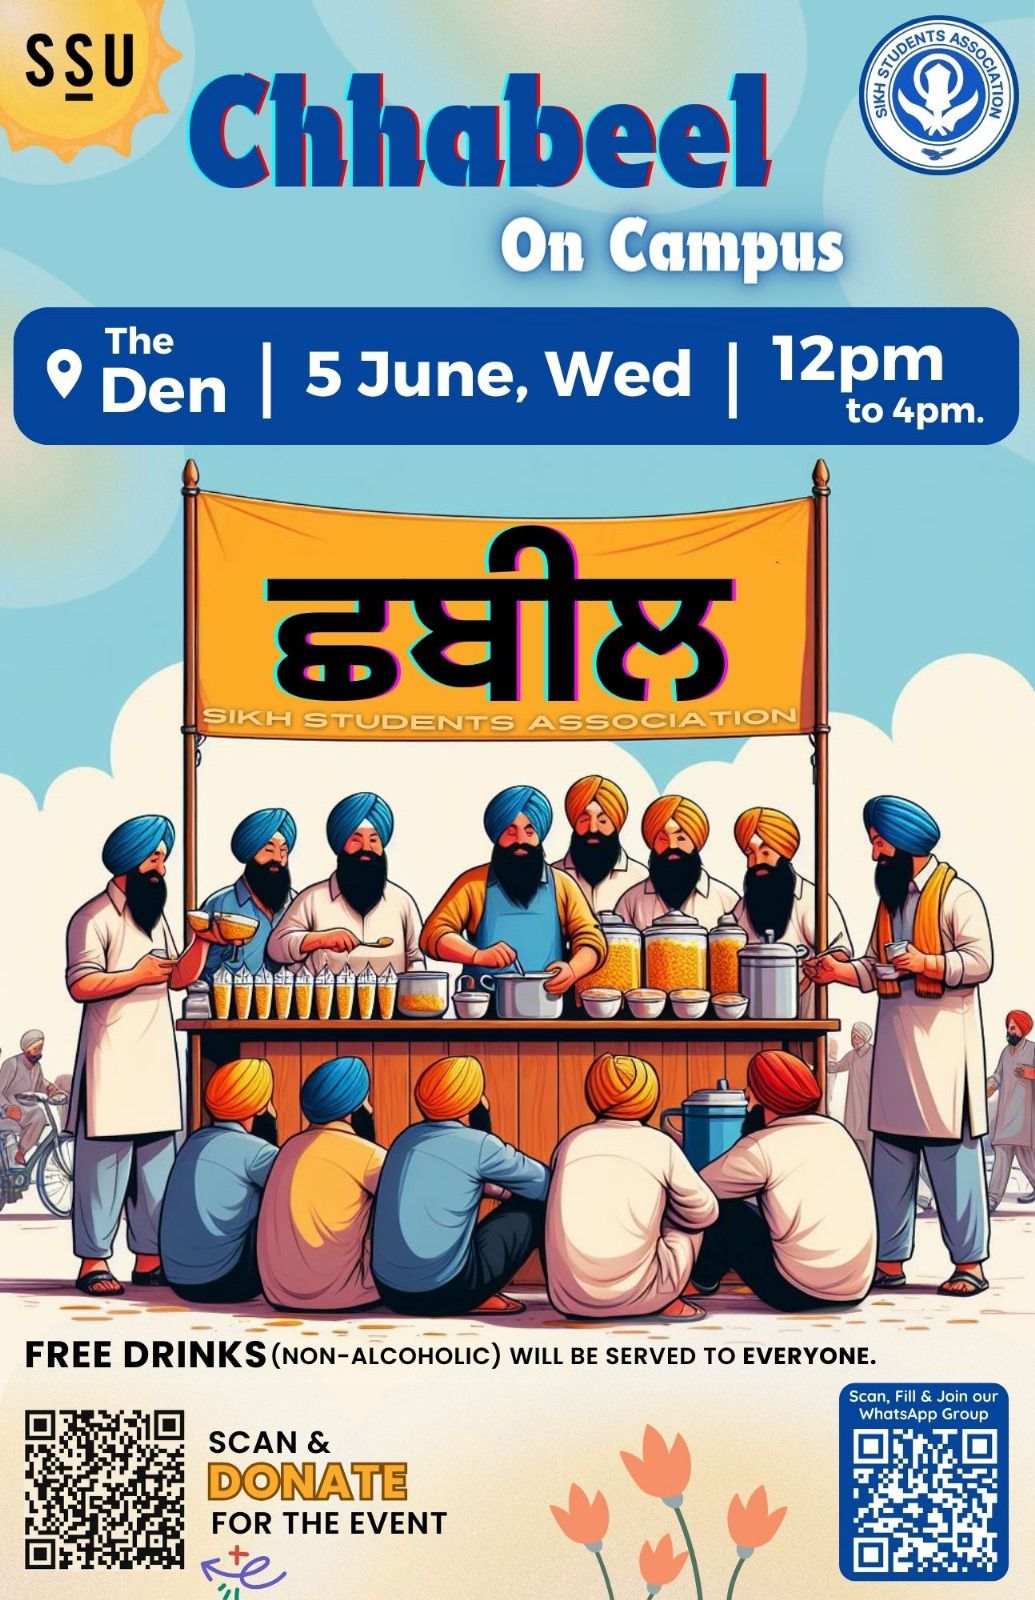 SSU
SIKH STUDENTS ASSOCIATION
Chhabeel
On Campus
The
Den
5 June, Wed
12pm
to 4pm.
ਛਬੀਲ
SIKH STUDENTS ASSOCIATION
FREE DRINKS (NON-ALCOHOLIC) WILL BE SERVED TO EVERYONE.
SCAN &
DONATE
FOR THE EVENT
Scan, Fill & Join our
WhatsApp Group